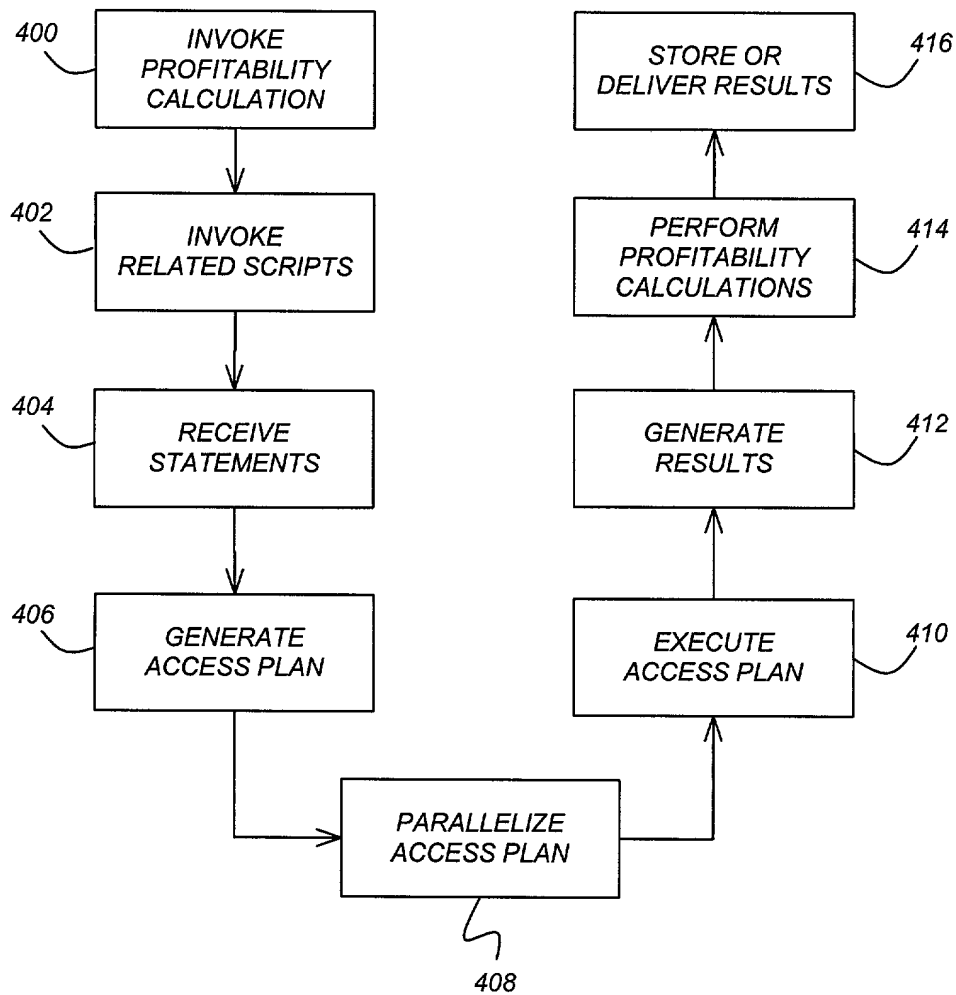 400
INVOKE
PROFITABILITY
CALCULATION
402
INVOKE
RELATED SCRIPTS
404
RECEIVE
STATEMENTS
406
GENERATE
ACCESS PLAN
PARALLELIZE
ACCESS PLAN
408
EXECUTE
ACCESS PLAN
410
GENERATE
RESULTS
412
PERFORM
PROFITABILITY
CALCULATIONS
414
STORE OR
DELIVER RESULTS
416